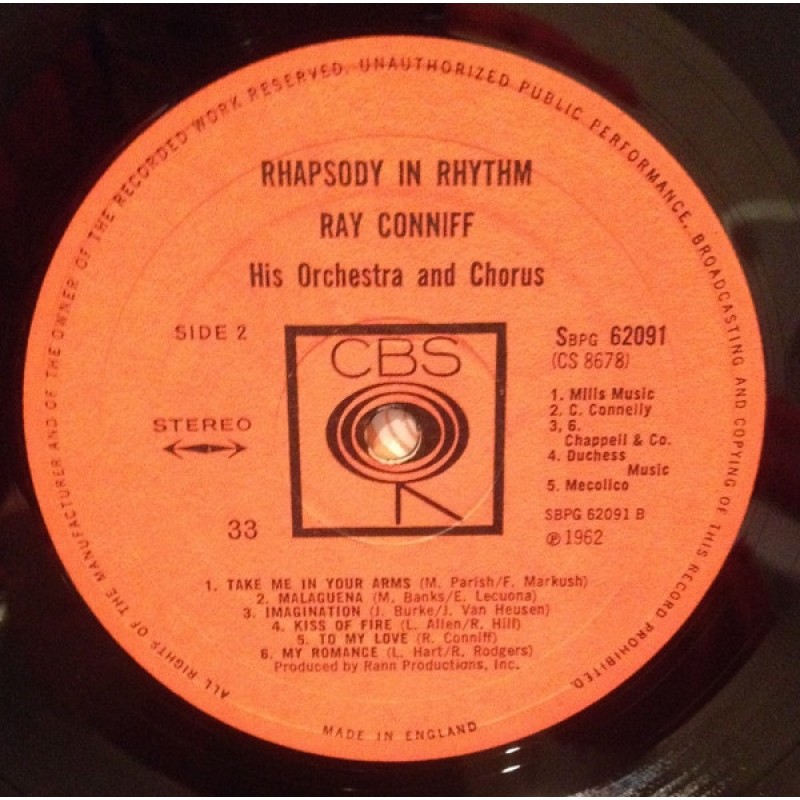 ALL RIGHTS OF THE MANUFACTURER AND OF THE OWNER OF THE RECORDED WORK RESERVED. UNAUTHORIZED PUBLIC PERFORMANCE, BROADCASTING AND COPYING OF THIS RECORD PROHIBITED.
RHAPSODY IN RHYTHM
RAY CONNIFF
His Orchestra and Chorus
SIDE 2
CBS
SBPG 62091
(CS 8678)
STEREO
1. Mills Music
2. C. Connelly
3, 6.
Chappell & Co.
4. Duchess
Music
5. Mecolico
33
SBPG 62091 B
℗ 1962
1. TAKE ME IN YOUR ARMS (M. Parish/F. Markush)
2. MALAGUENA (M. Banks/E. Lecuona)
3. IMAGINATION (J. Burke/J. Van Heusen)
4. KISS OF FIRE (L. Allen/R. Hill)
5. TO MY LOVE (R. Conniff)
6. MY ROMANCE (L. Hart/R. Rodgers)
Produced by Rann Productions, Inc.
MADE IN ENGLAND